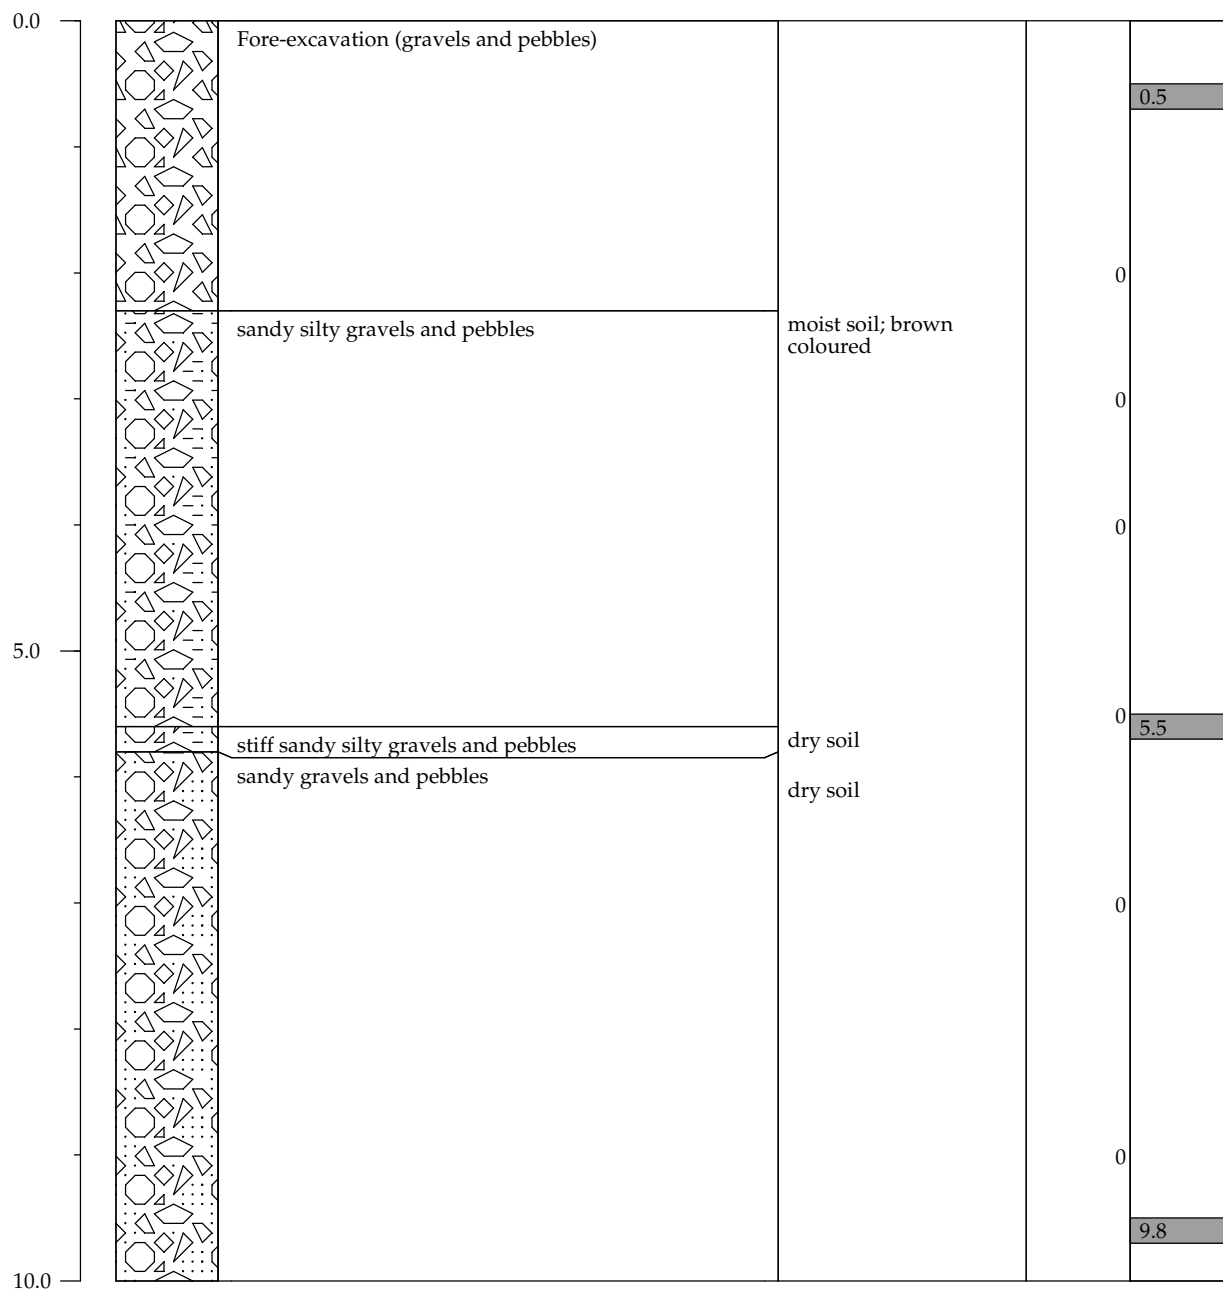 0.0
Fore-excavation (gravels and pebbles)
0.5
0
sandy silty gravels and pebbles
moist soil; brown
coloured
0
0
5.0
0
5.5
stiff sandy silty gravels and pebbles
dry soil
sandy gravels and pebbles
dry soil
0
0
9.8
10.0